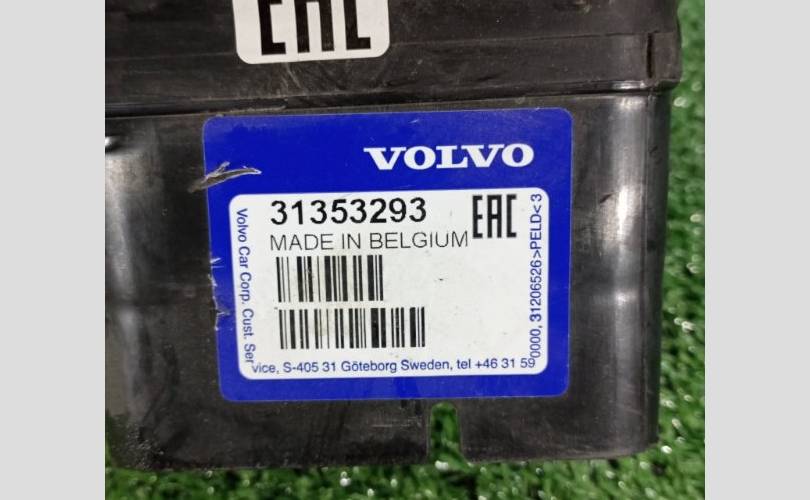 EAC
VOLVO
31353293
EAC
MADE IN BELGIUM
Volvo Car Corp. Cust. Ser
vice, S-405 31 Göteborg Sweden, tel +46 31 59
0000, 31206526>PELD<3